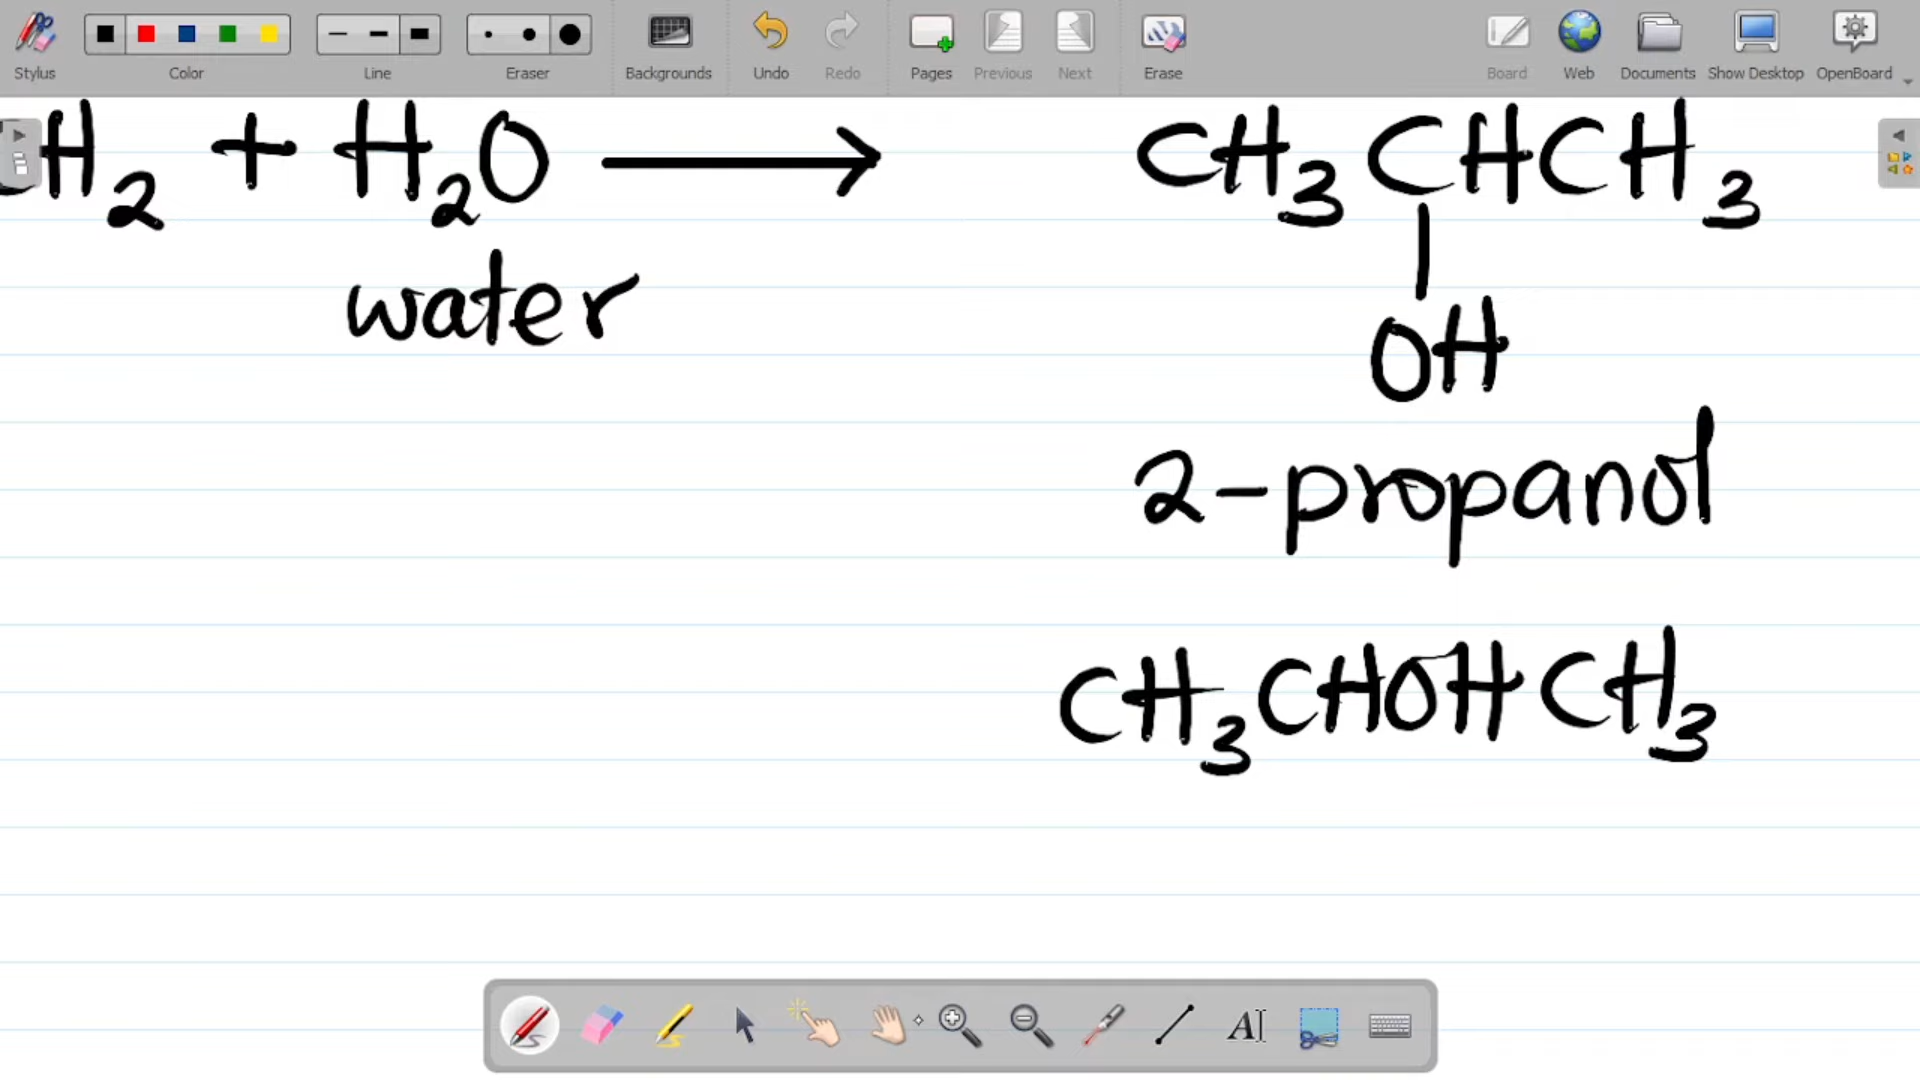 Stylus Color Line Eraser Backgrounds Undo Redo Pages Previous Next Erase Board Web Documents Show Desktop OpenBoard
CH₂ + H₂O ⟶ CH₃CHCH₃
water
OH
2-propanol
CH₃CHOHCH₃